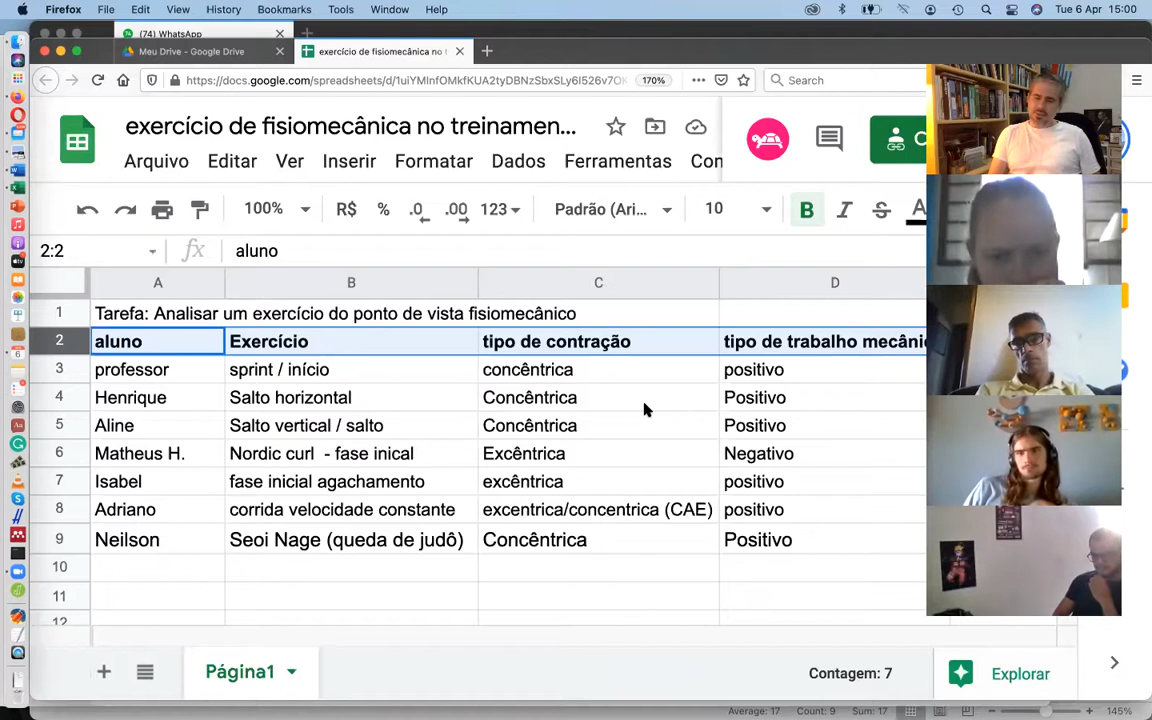 Firefox File Edit View History Bookmarks Tools Window Help Tue 6 Apr 15:00
(74) WhatsApp
Meu Drive - Google Drive
exercício de fisiomecânica no t
https://docs.google.com/spreadsheets/d/1uiYMInfOMkfKUA2tyDBNzSbxSLy6I526v7OK 170% Search
exercício de fisiomecânica no treinamen...
Arquivo Editar Ver Inserir Formatar Dados Ferramentas Con
100% R$ % .0 .00 123 Padrão (Ari... 10 B I S A
2:2 fx aluno
A B C D
1 Tarefa: Analisar um exercício do ponto de vista fisiomecânico
2 aluno Exercício tipo de contração tipo de trabalho mecânic
3 professor sprint / início concêntrica positivo
4 Henrique Salto horizontal Concêntrica Positivo
5 Aline Salto vertical / salto Concêntrica Positivo
6 Matheus H. Nordic curl - fase inical Excêntrica Negativo
7 Isabel fase inicial agachamento excêntrica positivo
8 Adriano corrida velocidade constante excentrica/concentrica (CAE) positivo
9 Neilson Seoi Nage (queda de judô) Concêntrica Positivo
10
11
12
Página1 Contagem: 7 Explorar
Average: 17 Count: 9 Sum: 17 145%